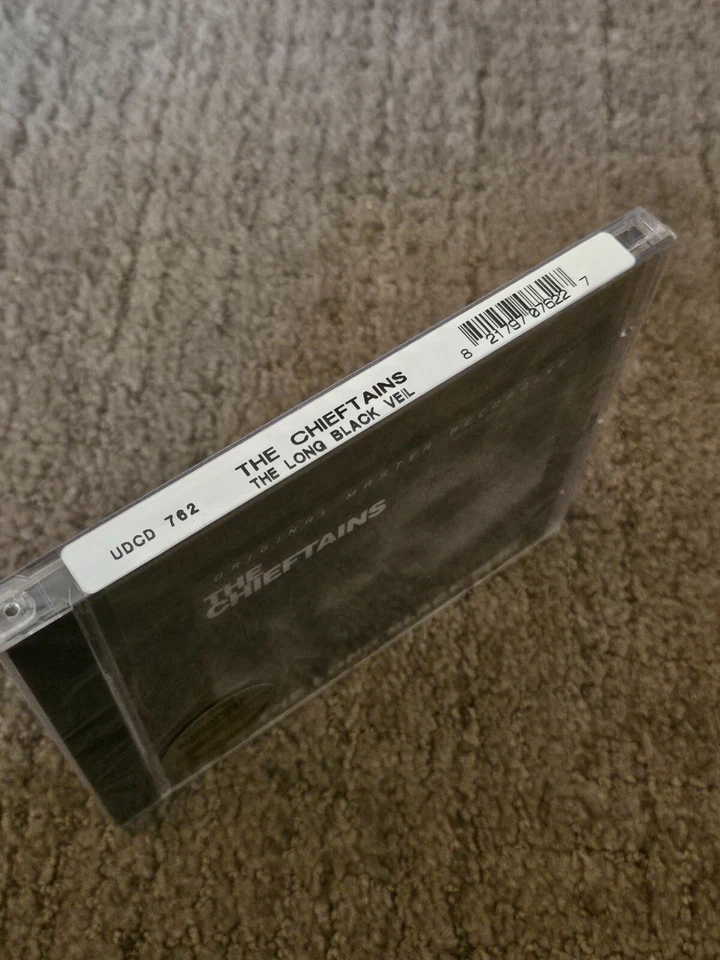 UDCD 762
THE CHIEFTAINS
THE LONG BLACK VEIL
8 21797 07622 7
ORIGINAL MASTER RECORDING
THE
CHIEFTAINS